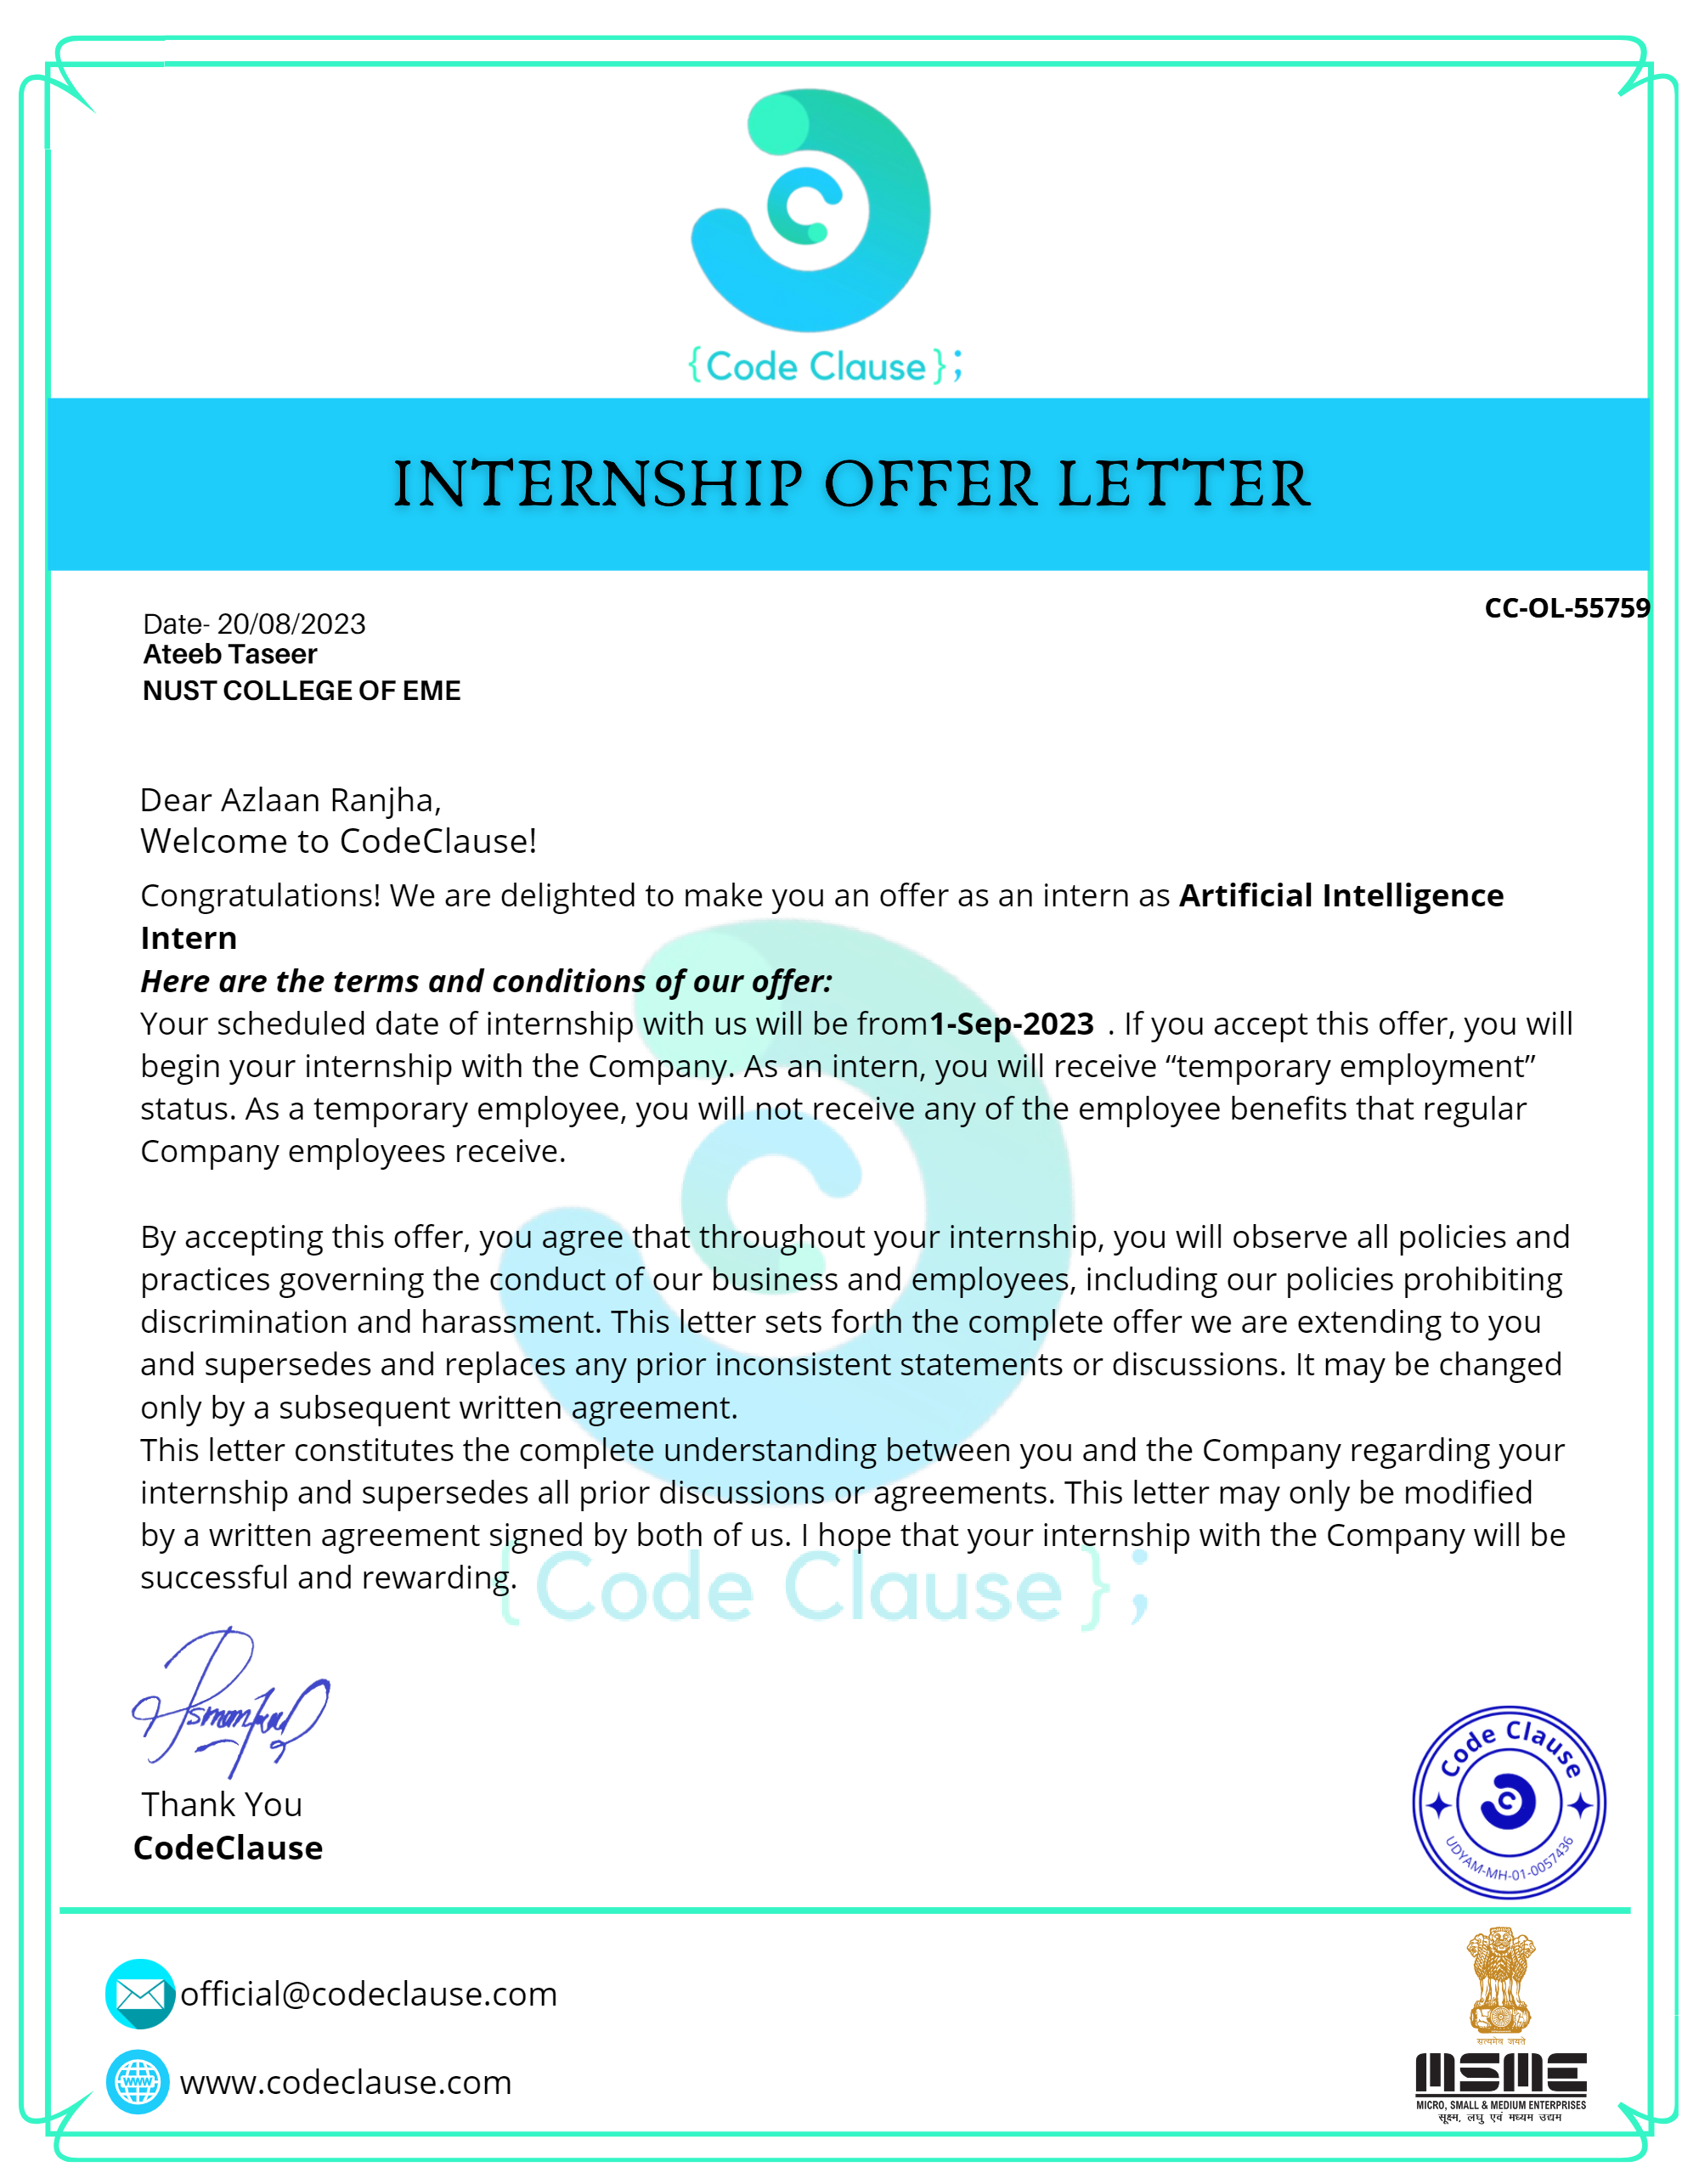 {Code Clause};
INTERNSHIP OFFER LETTER
CC-OL-55759
Date- 20/08/2023
Ateeb Taseer
NUST COLLEGE OF EME
Dear Azlaan Ranjha,
Welcome to CodeClause!
Congratulations! We are delighted to make you an offer as an intern as Artificial Intelligence
Intern
Here are the terms and conditions of our offer:
Your scheduled date of internship with us will be from1-Sep-2023 . If you accept this offer, you will
begin your internship with the Company. As an intern, you will receive “temporary employment”
status. As a temporary employee, you will not receive any of the employee benefits that regular
Company employees receive.
By accepting this offer, you agree that throughout your internship, you will observe all policies and
practices governing the conduct of our business and employees, including our policies prohibiting
discrimination and harassment. This letter sets forth the complete offer we are extending to you
and supersedes and replaces any prior inconsistent statements or discussions. It may be changed
only by a subsequent written agreement.
This letter constitutes the complete understanding between you and the Company regarding your
internship and supersedes all prior discussions or agreements. This letter may only be modified
by a written agreement signed by both of us. I hope that your internship with the Company will be
successful and rewarding.
{Code Clause};
Thank You
CodeClause
Code Clause
UDYAM-MH-01-0057436
official@codeclause.com
www
www.codeclause.com
सत्यमेव जयते
MSME
MICRO, SMALL & MEDIUM ENTERPRISES
सूक्ष्म, लघु एवं मध्यम उद्यम